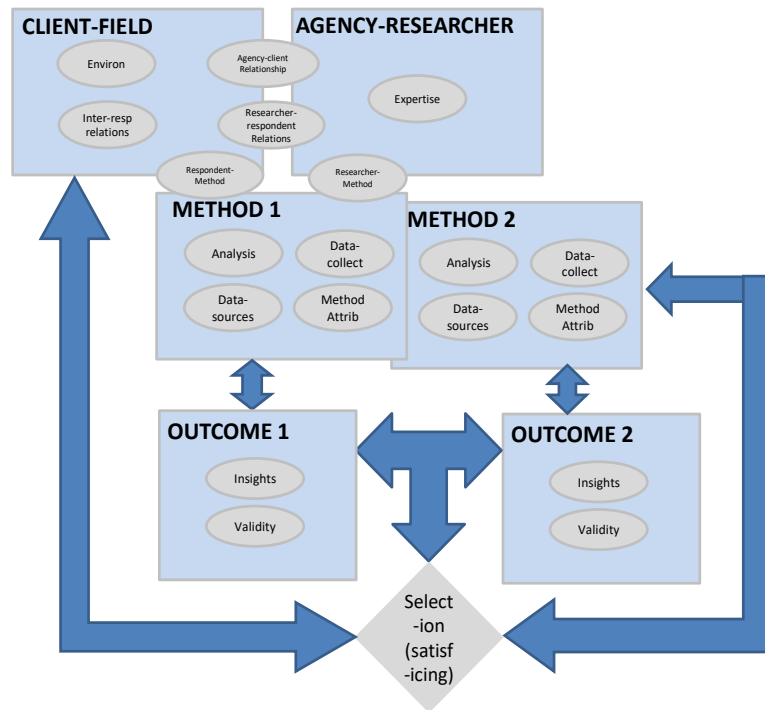 CLIENT-FIELD
Environ
Inter-resp
relations
Agency-client
Relationship
Researcher-
respondent
Relations
AGENCY-RESEARCHER
Expertise
Respondent-
Method
Researcher-
Method
METHOD 1
Analysis
Data-
collect
Data-
sources
Method
Attrib
METHOD 2
Analysis
Data-
collect
Data-
sources
Method
Attrib
OUTCOME 1
Insights
Validity
OUTCOME 2
Insights
Validity
Select
-ion
(satisf
-icing)